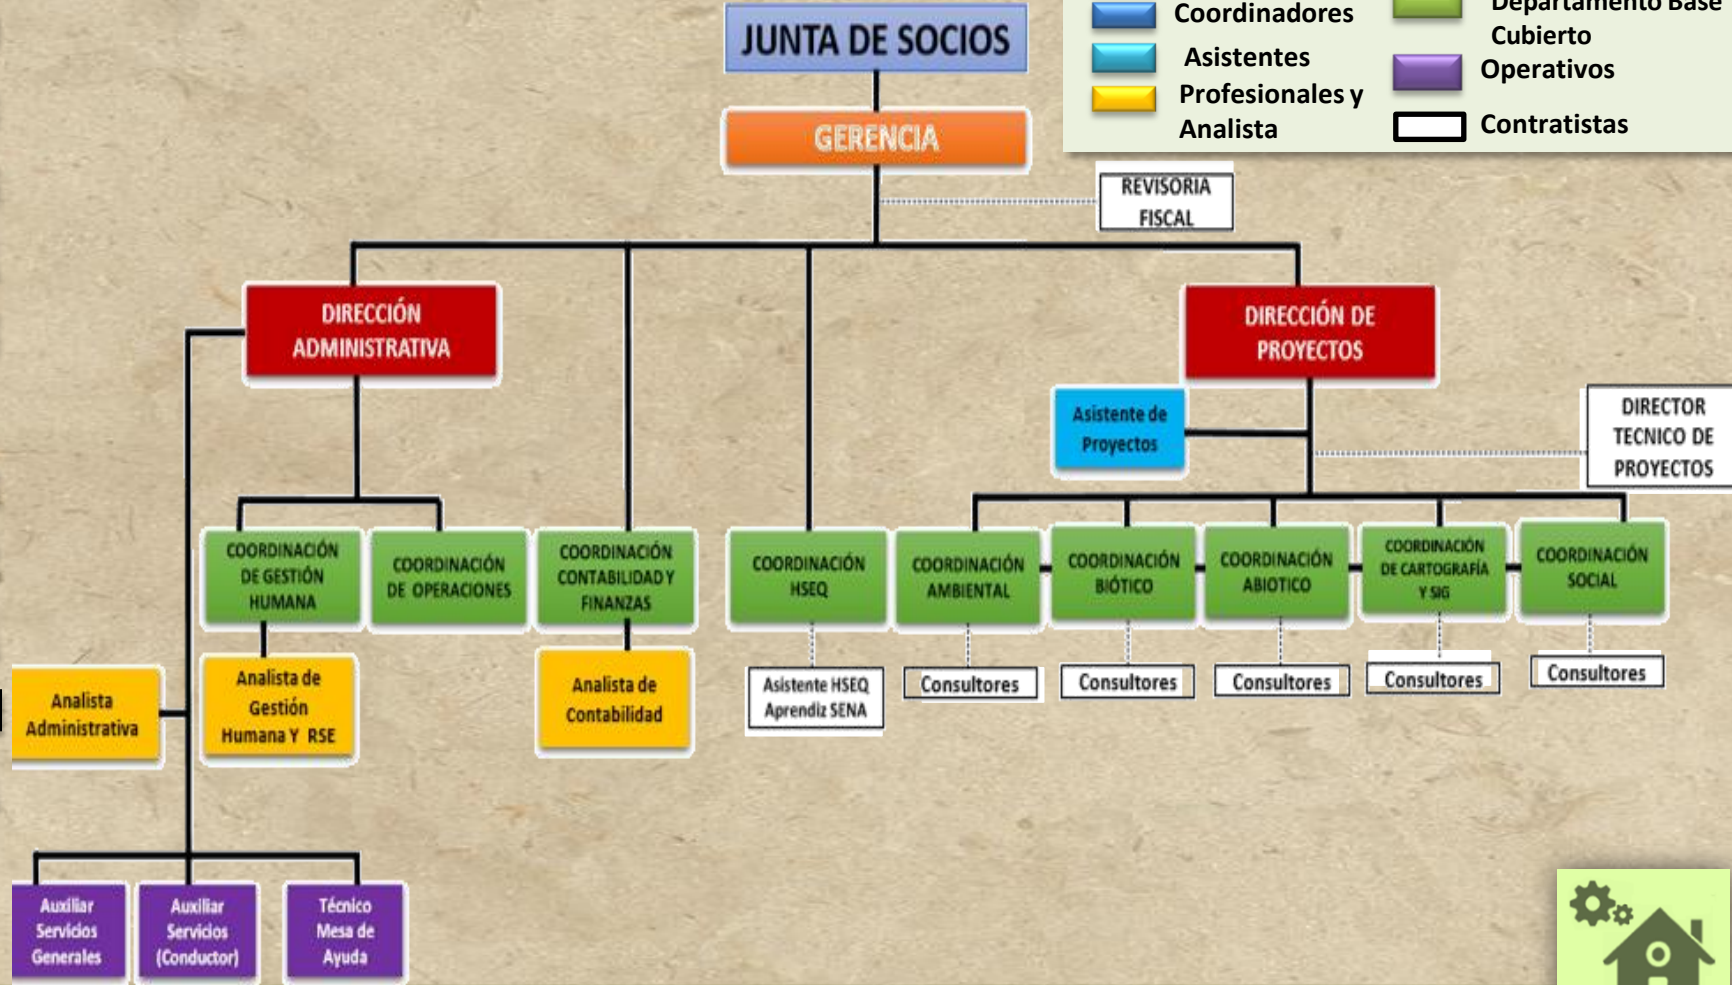 JUNTA DE SOCIOS
GERENCIA
Coordinadores
Asistentes
Profesionales y
Analista
Departamento Base
Cubierto
Operativos
Contratistas
REVISORIA
FISCAL
DIRECCIÓN
ADMINISTRATIVA
DIRECCIÓN DE
PROYECTOS
Asistente de
Proyectos
DIRECTOR
TECNICO DE
PROYECTOS
COORDINACIÓN
DE GESTIÓN
HUMANA
COORDINACIÓN
DE OPERACIONES
COORDINACIÓN
CONTABILIDAD Y
FINANZAS
COORDINACIÓN
HSEQ
COORDINACIÓN
AMBIENTAL
COORDINACIÓN
BIÓTICO
COORDINACIÓN
ABIOTICO
COORDINACIÓN
DE CARTOGRAFÍA
Y SIG
COORDINACIÓN
SOCIAL
Analista
Administrativa
Analista de
Gestión
Humana Y RSE
Analista de
Contabilidad
Asistente HSEQ
Aprendiz SENA
Consultores
Consultores
Consultores
Consultores
Consultores
Auxiliar
Servicios
Generales
Auxiliar
Servicios
(Conductor)
Técnico
Mesa de
Ayuda